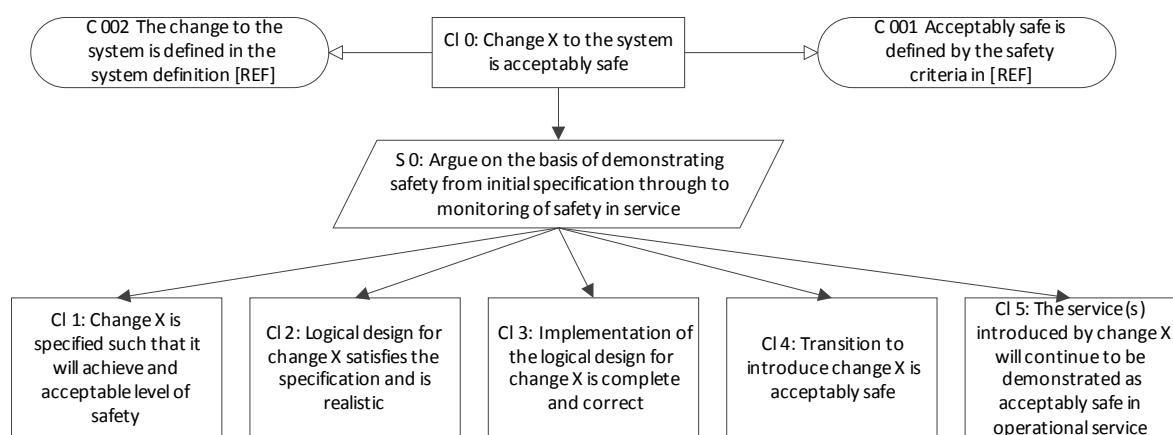 C 002 The change to
the system is
defined in the
system definition [REF]
Cl 0: Change X to the system
is acceptably safe
C 001 Acceptably safe is
defined by the safety
criteria in [REF]
S 0: Argue on the basis of demonstrating
safety from initial specification through to
monitoring of safety in service
Cl 1: Change X is
specified such that it
will achieve and
acceptable level of
safety
Cl 2: Logical design for
change X satisfies the
specification and is
realistic
Cl 3: Implementation of
the logical design for
change X is complete
and correct
Cl 4: Transition to
introduce change X is
acceptably safe
Cl 5: The service(s)
introduced by change X
will continue to be
demonstrated as
acceptably safe in
operational service